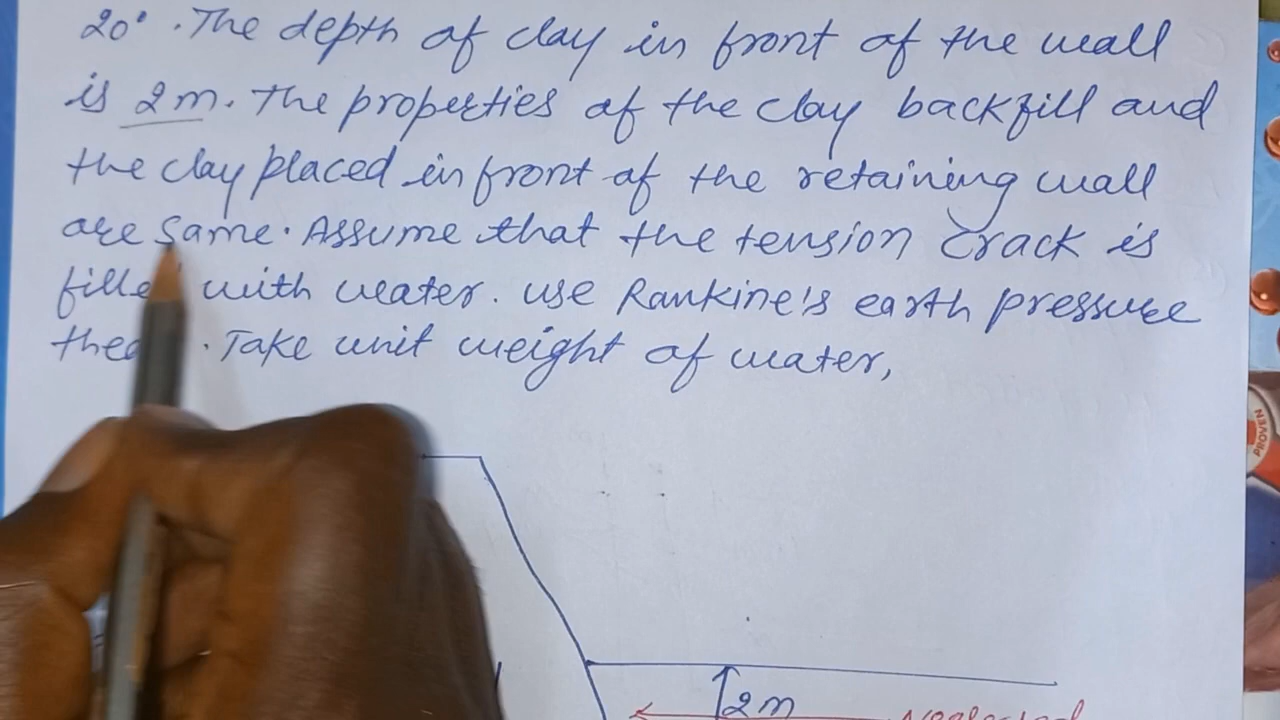 20°. The depth of clay in front of the wall
is 2m. The properties of the clay backfill and
the clay placed in front of the retaining wall
are same. Assume that the tension crack is
with water. Use Rankine's earth pressure
. Take unit weight of water,
2m
PROVEN